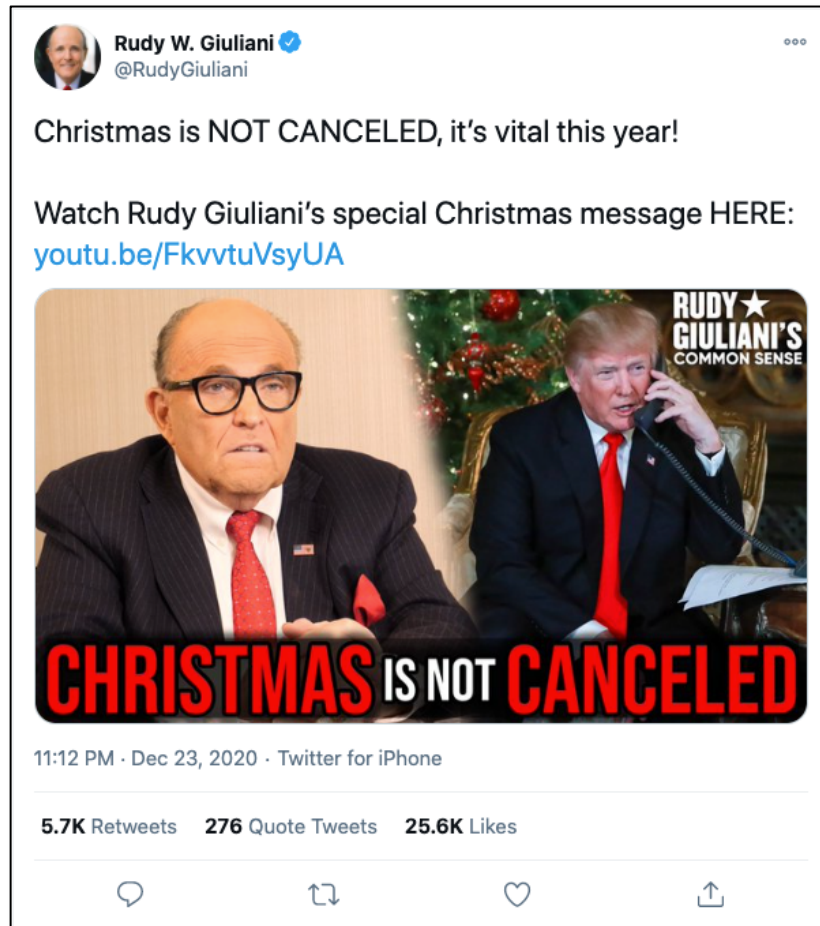 Rudy W. Giuliani
@RudyGiuliani
Christmas is NOT CANCELED, it’s vital this year!
Watch Rudy Giuliani’s special Christmas message HERE:
youtu.be/FkvvtuVsyUA
RUDY★
GIULIANI'S
COMMON SENSE
CHRISTMAS IS NOT CANCELED
11:12 PM · Dec 23, 2020 · Twitter for iPhone
5.7K Retweets 276 Quote Tweets 25.6K Likes